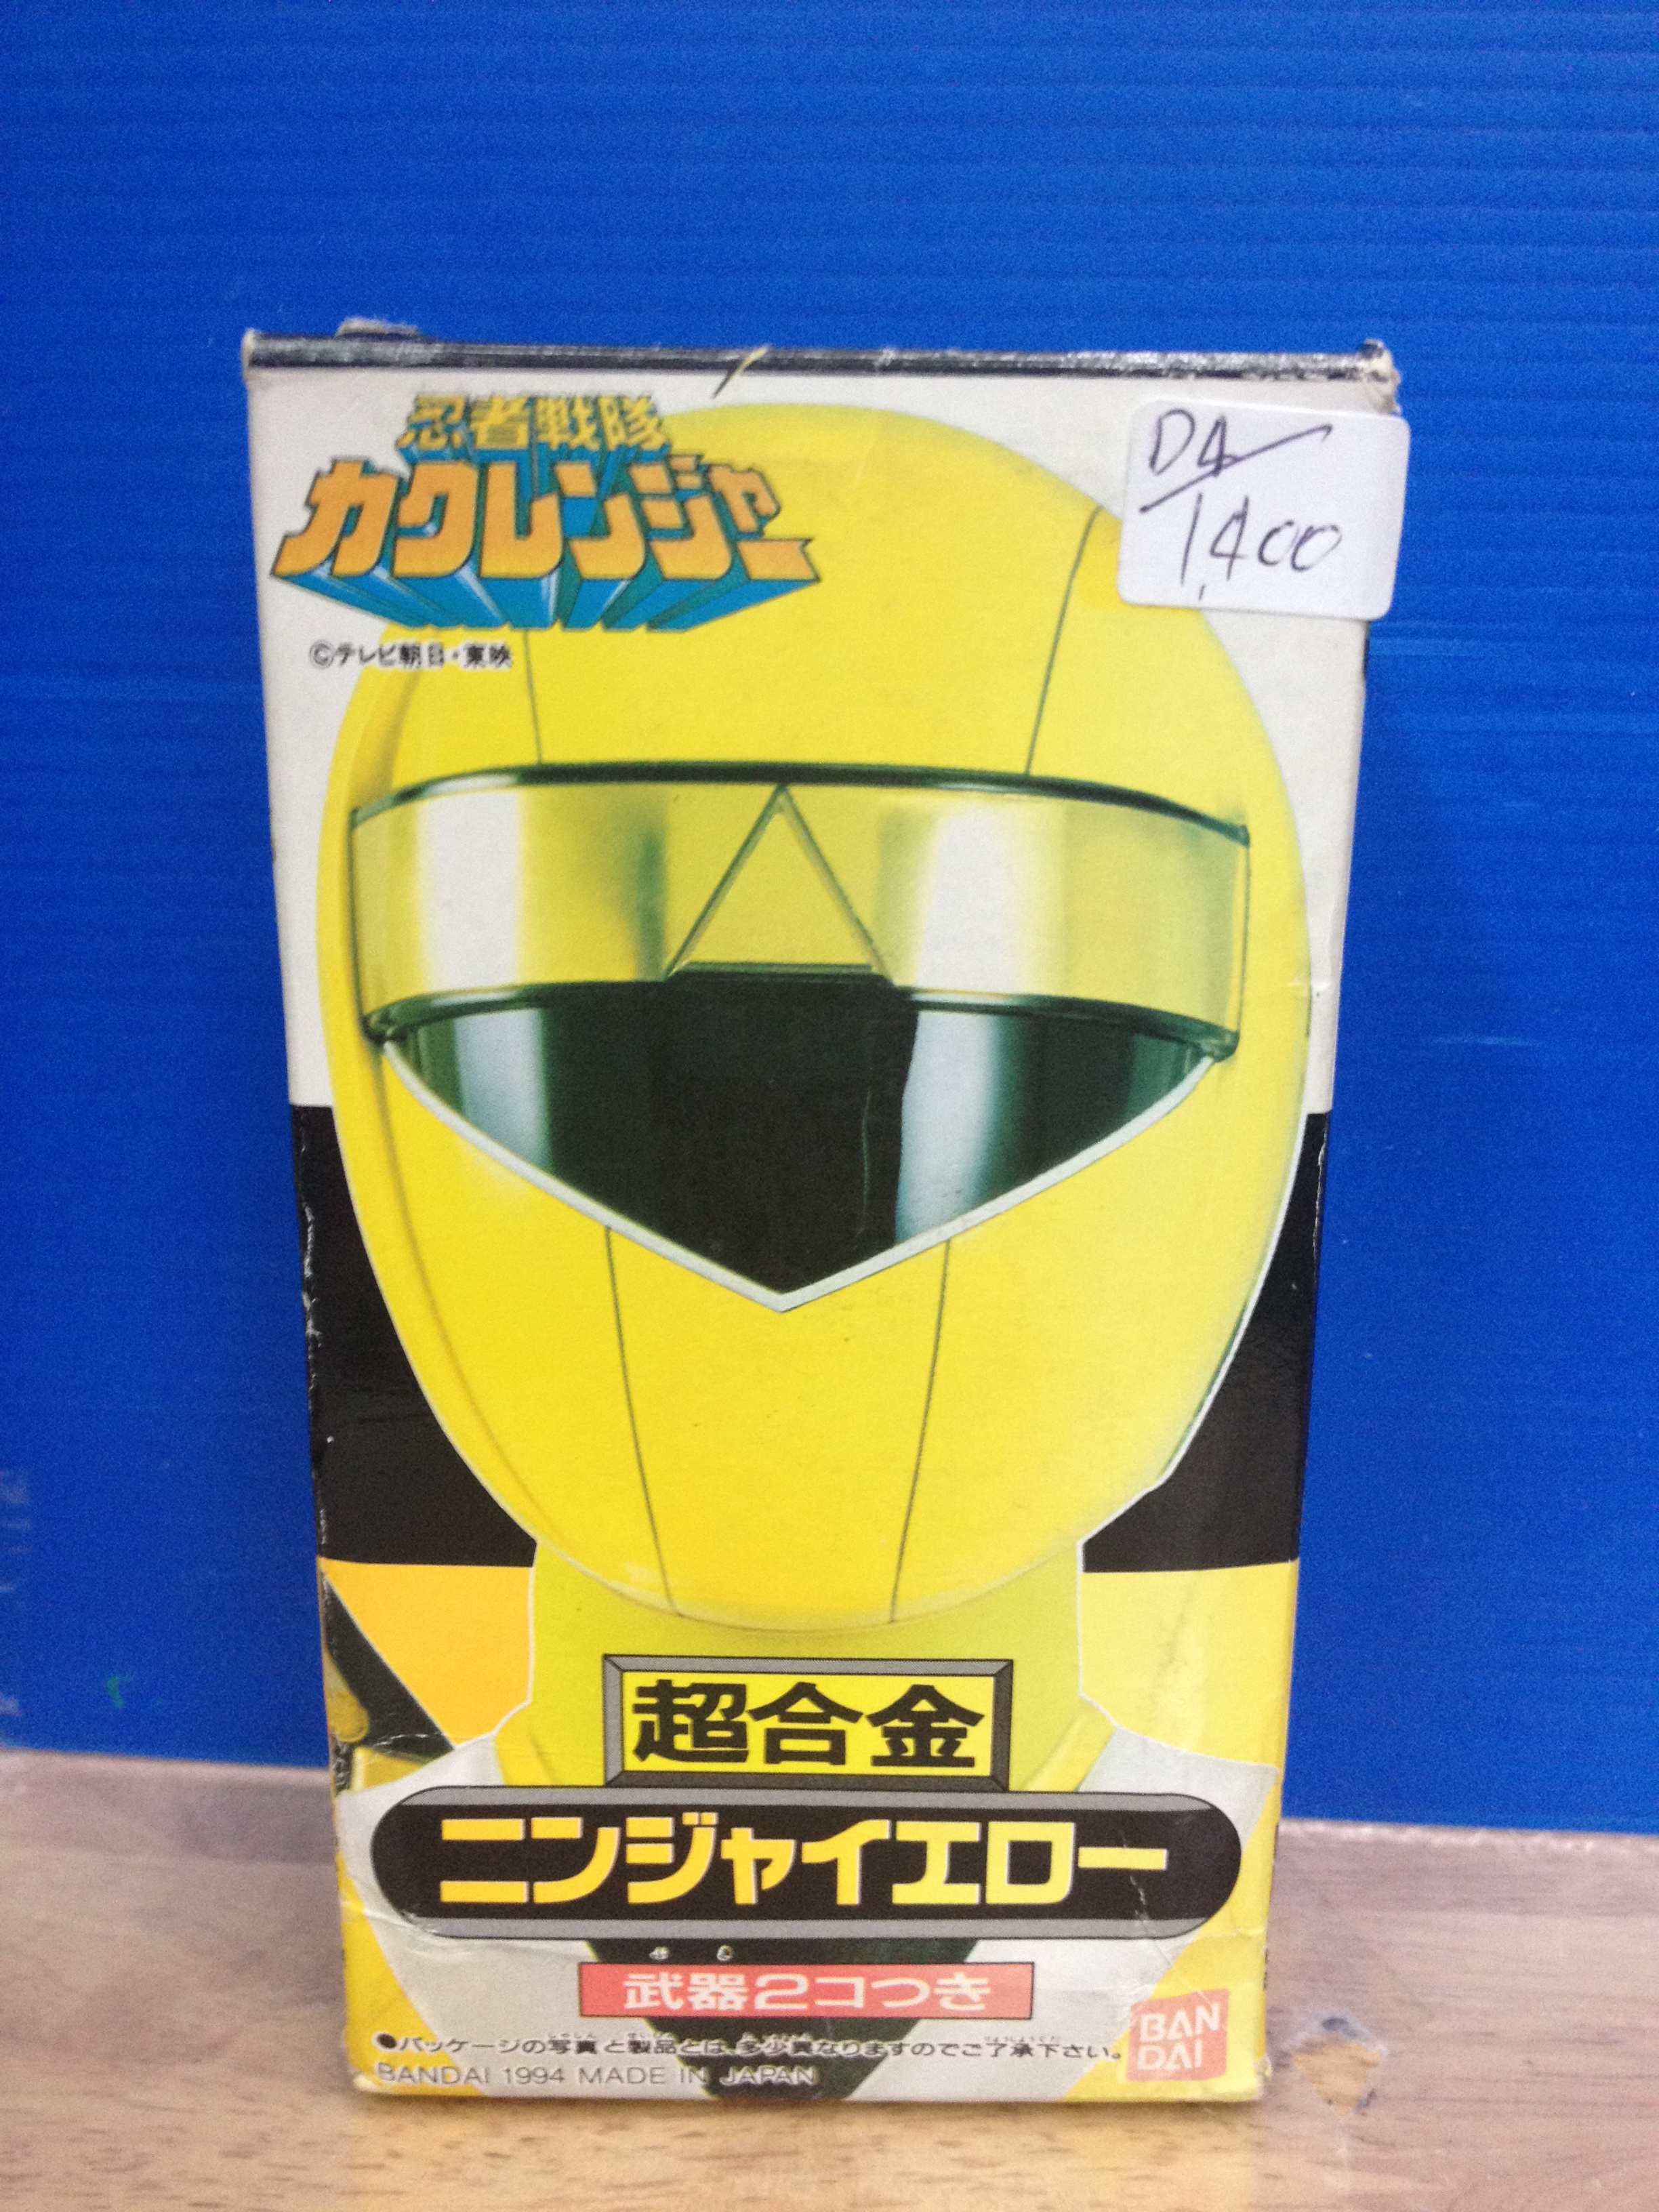 忍者戦隊
カクレンジャー
©テレビ朝日・東映
D4
1,400
超合金
ニンジャイエロー
ぶき
武器2コつき
●パッケージの写真と製品とは、多少異なりますのでご了承下さい。
BANDAI 1994 MADE IN JAPAN
BAN
DAI